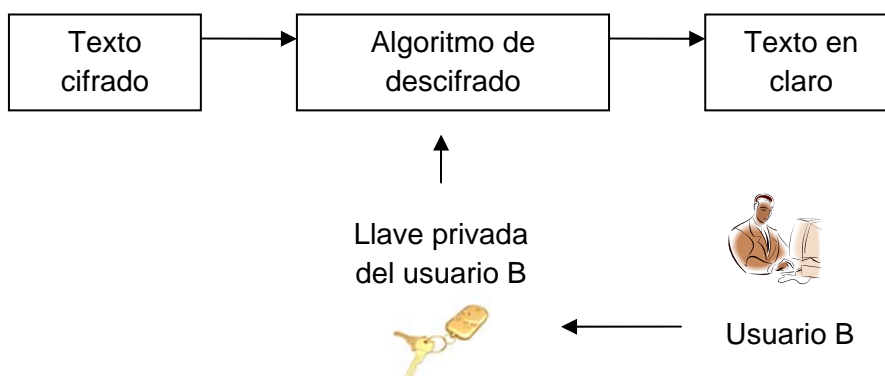 Texto
cifrado
Algoritmo de
descifrado
Texto en
claro
Llave privada
del usuario B
Usuario B